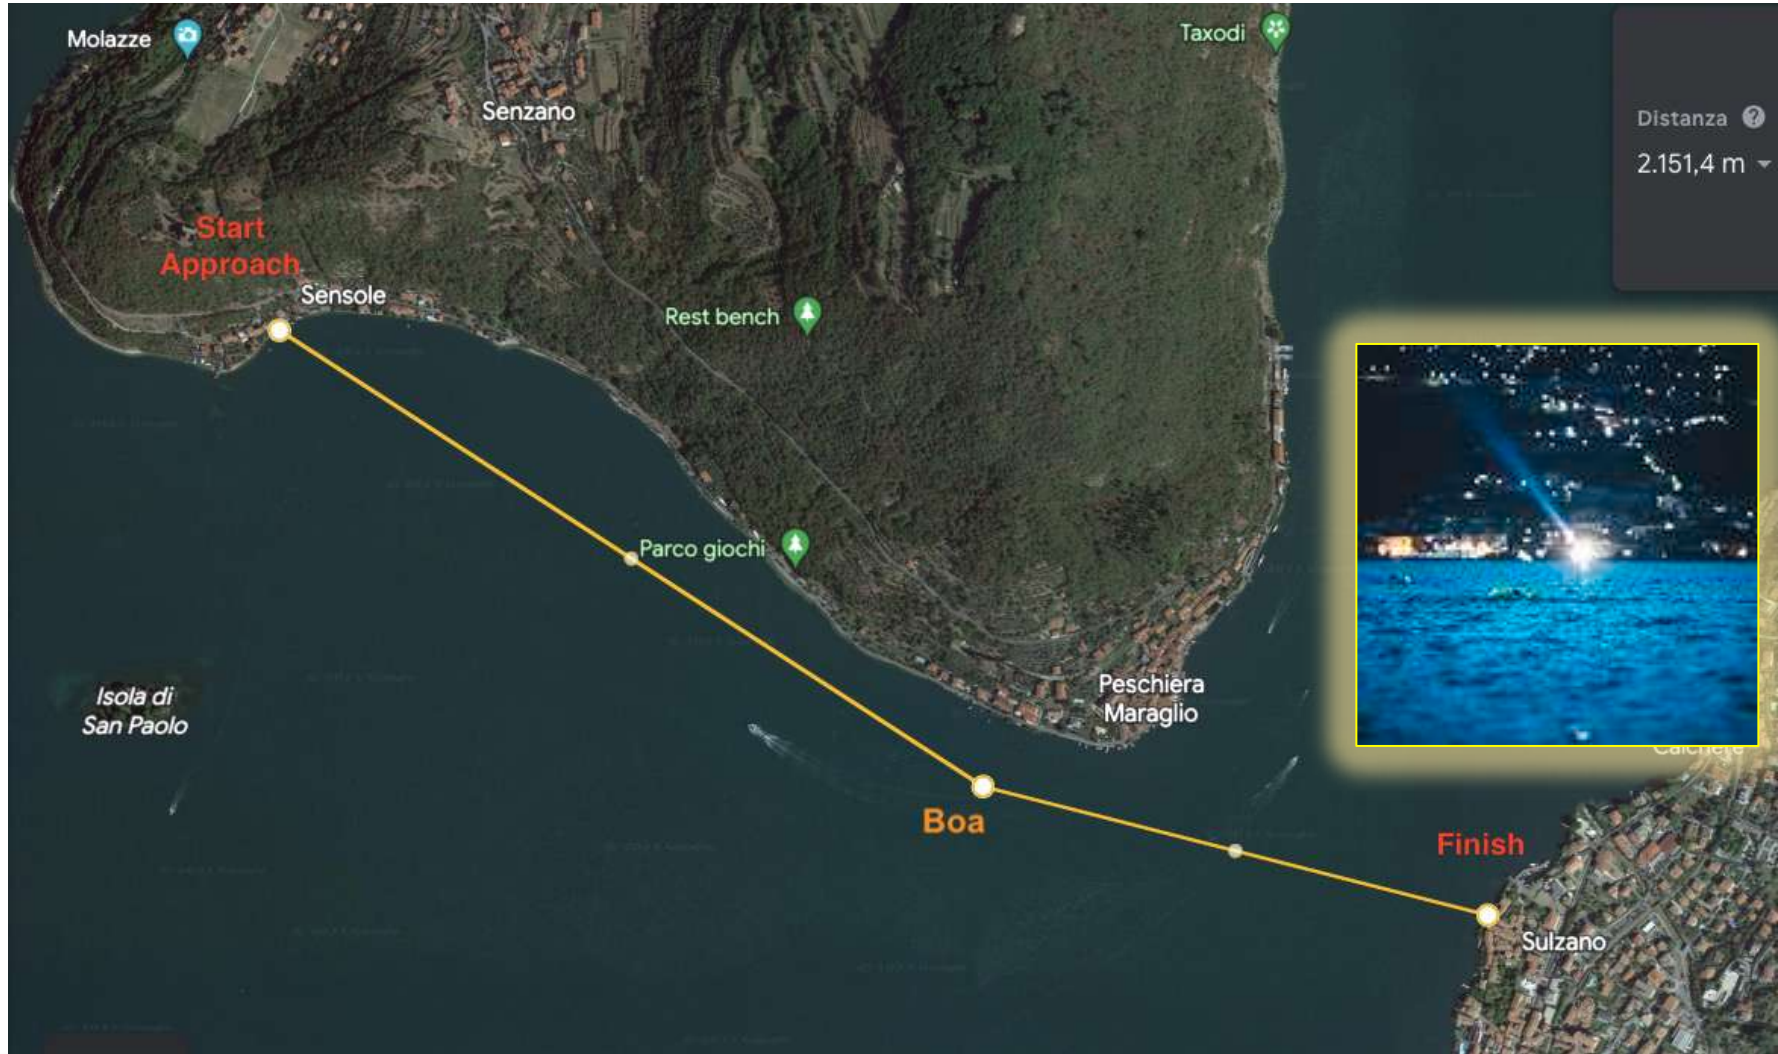 Molazze
Taxodi
Senzano
Distanza
2.151,4 m
Start
Approach
Sensole
Rest bench
Parco giochi
Isola di
San Paolo
Peschiera
Maraglio
Boa
Finish
Sulzano